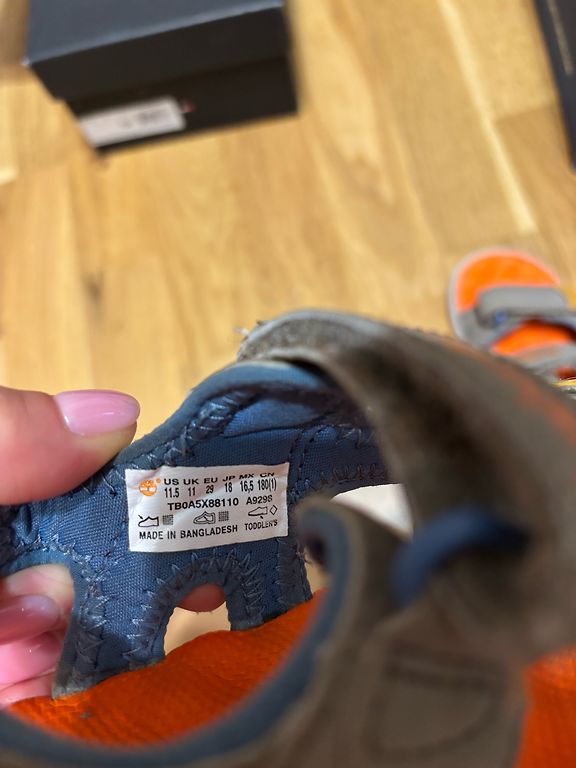 US UK EU JP MX CN
11.5 11 29 18 16,5 180(1)
TB0A5X88110 A929S
MADE IN BANGLADESH TODDLER'S